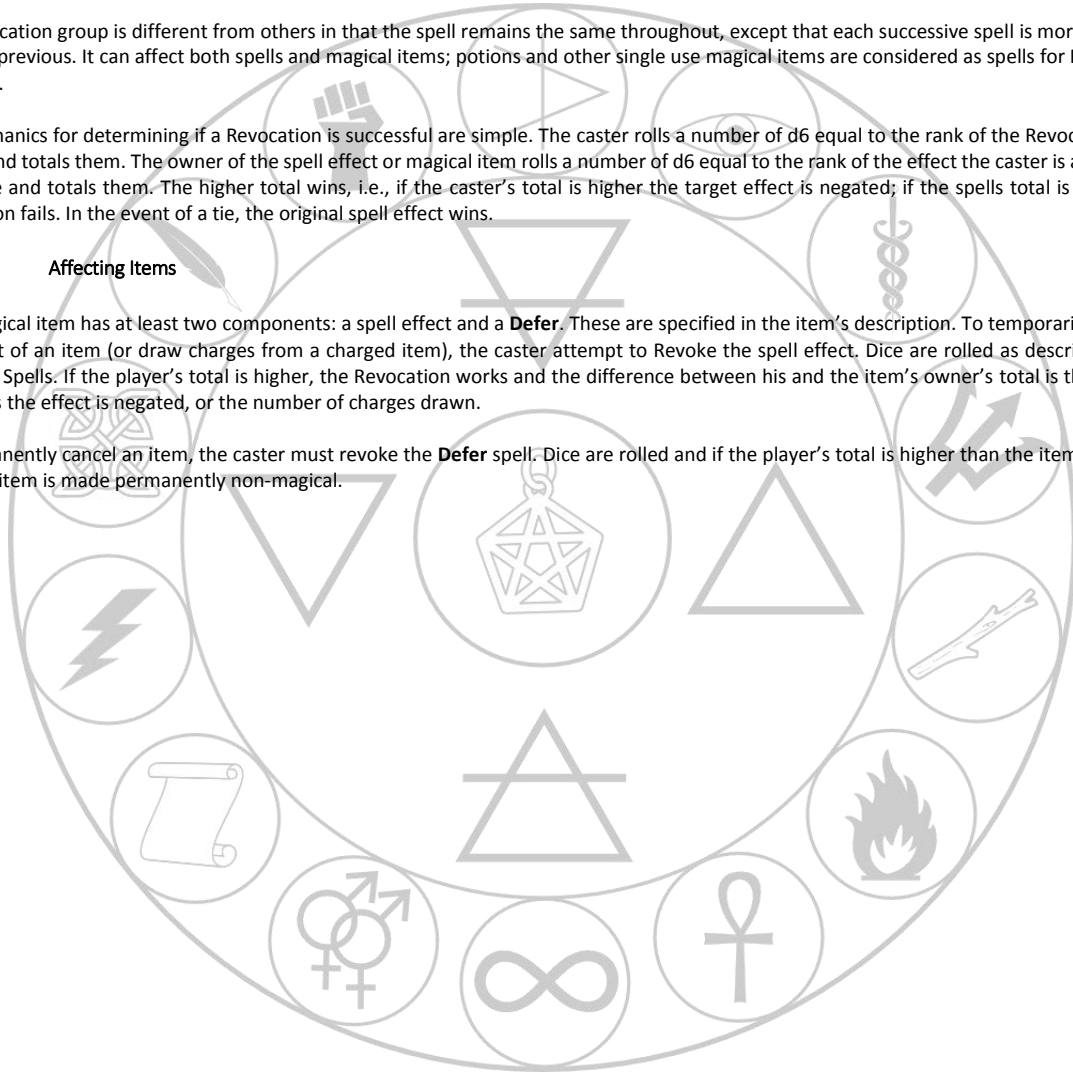 cation group is different from others in that the spell remains the same throughout, except that each successive spell is mor
previous. It can affect both spells and magical items; potions and other single use magical items are considered as spells for
.
nanics for determining if a Revocation is successful are simple. The caster rolls a number of d6 equal to the rank of the Revoc
nd totals them. The owner of the spell effect or magical item rolls a number of d6 equal to the rank of the effect the caster is a
e and totals them. The higher total wins, i.e., if the caster's total is higher the target effect is negated; if the spells total is
on fails. In the event of a tie, the original spell effect wins.
Affecting Items
gical item has at least two components: a spell effect and a Defer. These are specified in the item's description. To temporari
t of an item (or draw charges from a charged item), the caster attempt to Revoke the spell effect. Dice are rolled as descri
Spells. If the player's total is higher, the Revocation works and the difference between his and the item's owner's total is th
s the effect is negated, or the number of charges drawn.
nently cancel an item, the caster must revoke the Defer spell. Dice are rolled and if the player's total is higher than the item
item is made permanently non-magical.